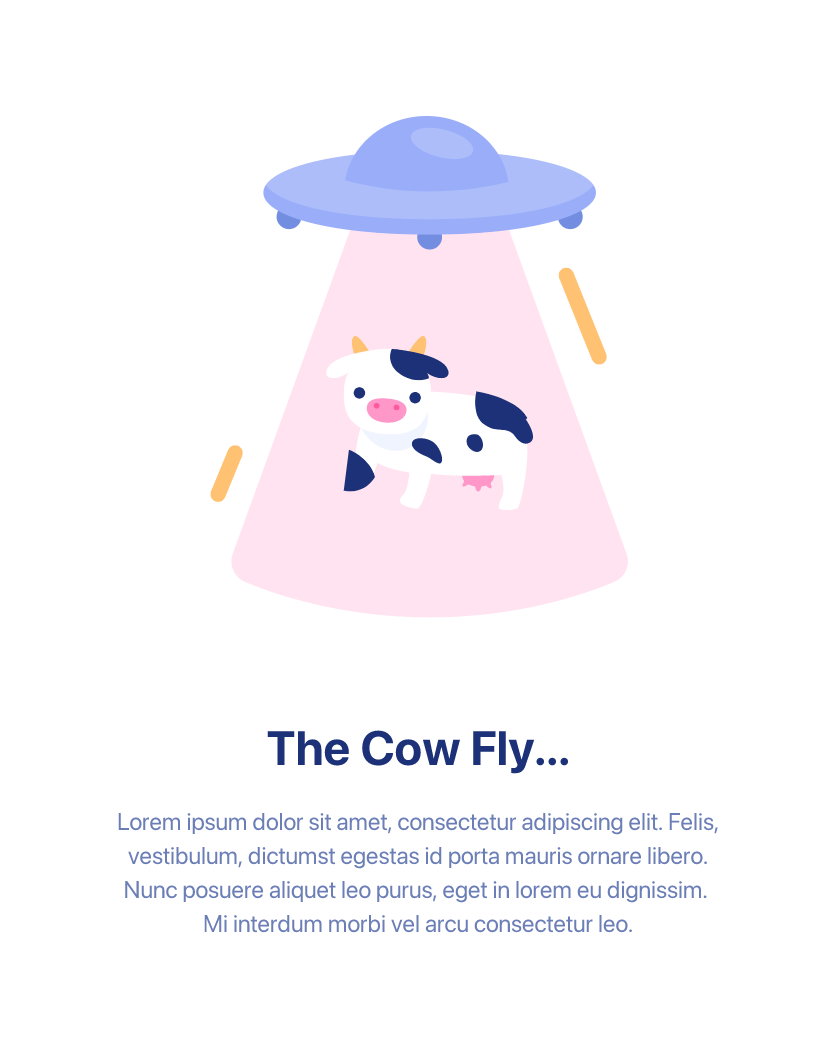 The Cow Fly...
Lorem ipsum dolor sit amet, consectetur adipiscing elit. Felis,
vestibulum, dictumst egestas id porta mauris ornare libero.
Nunc posuere aliquet leo purus, eget in lorem eu dignissim.
Mi interdum morbi vel arcu consectetur leo.